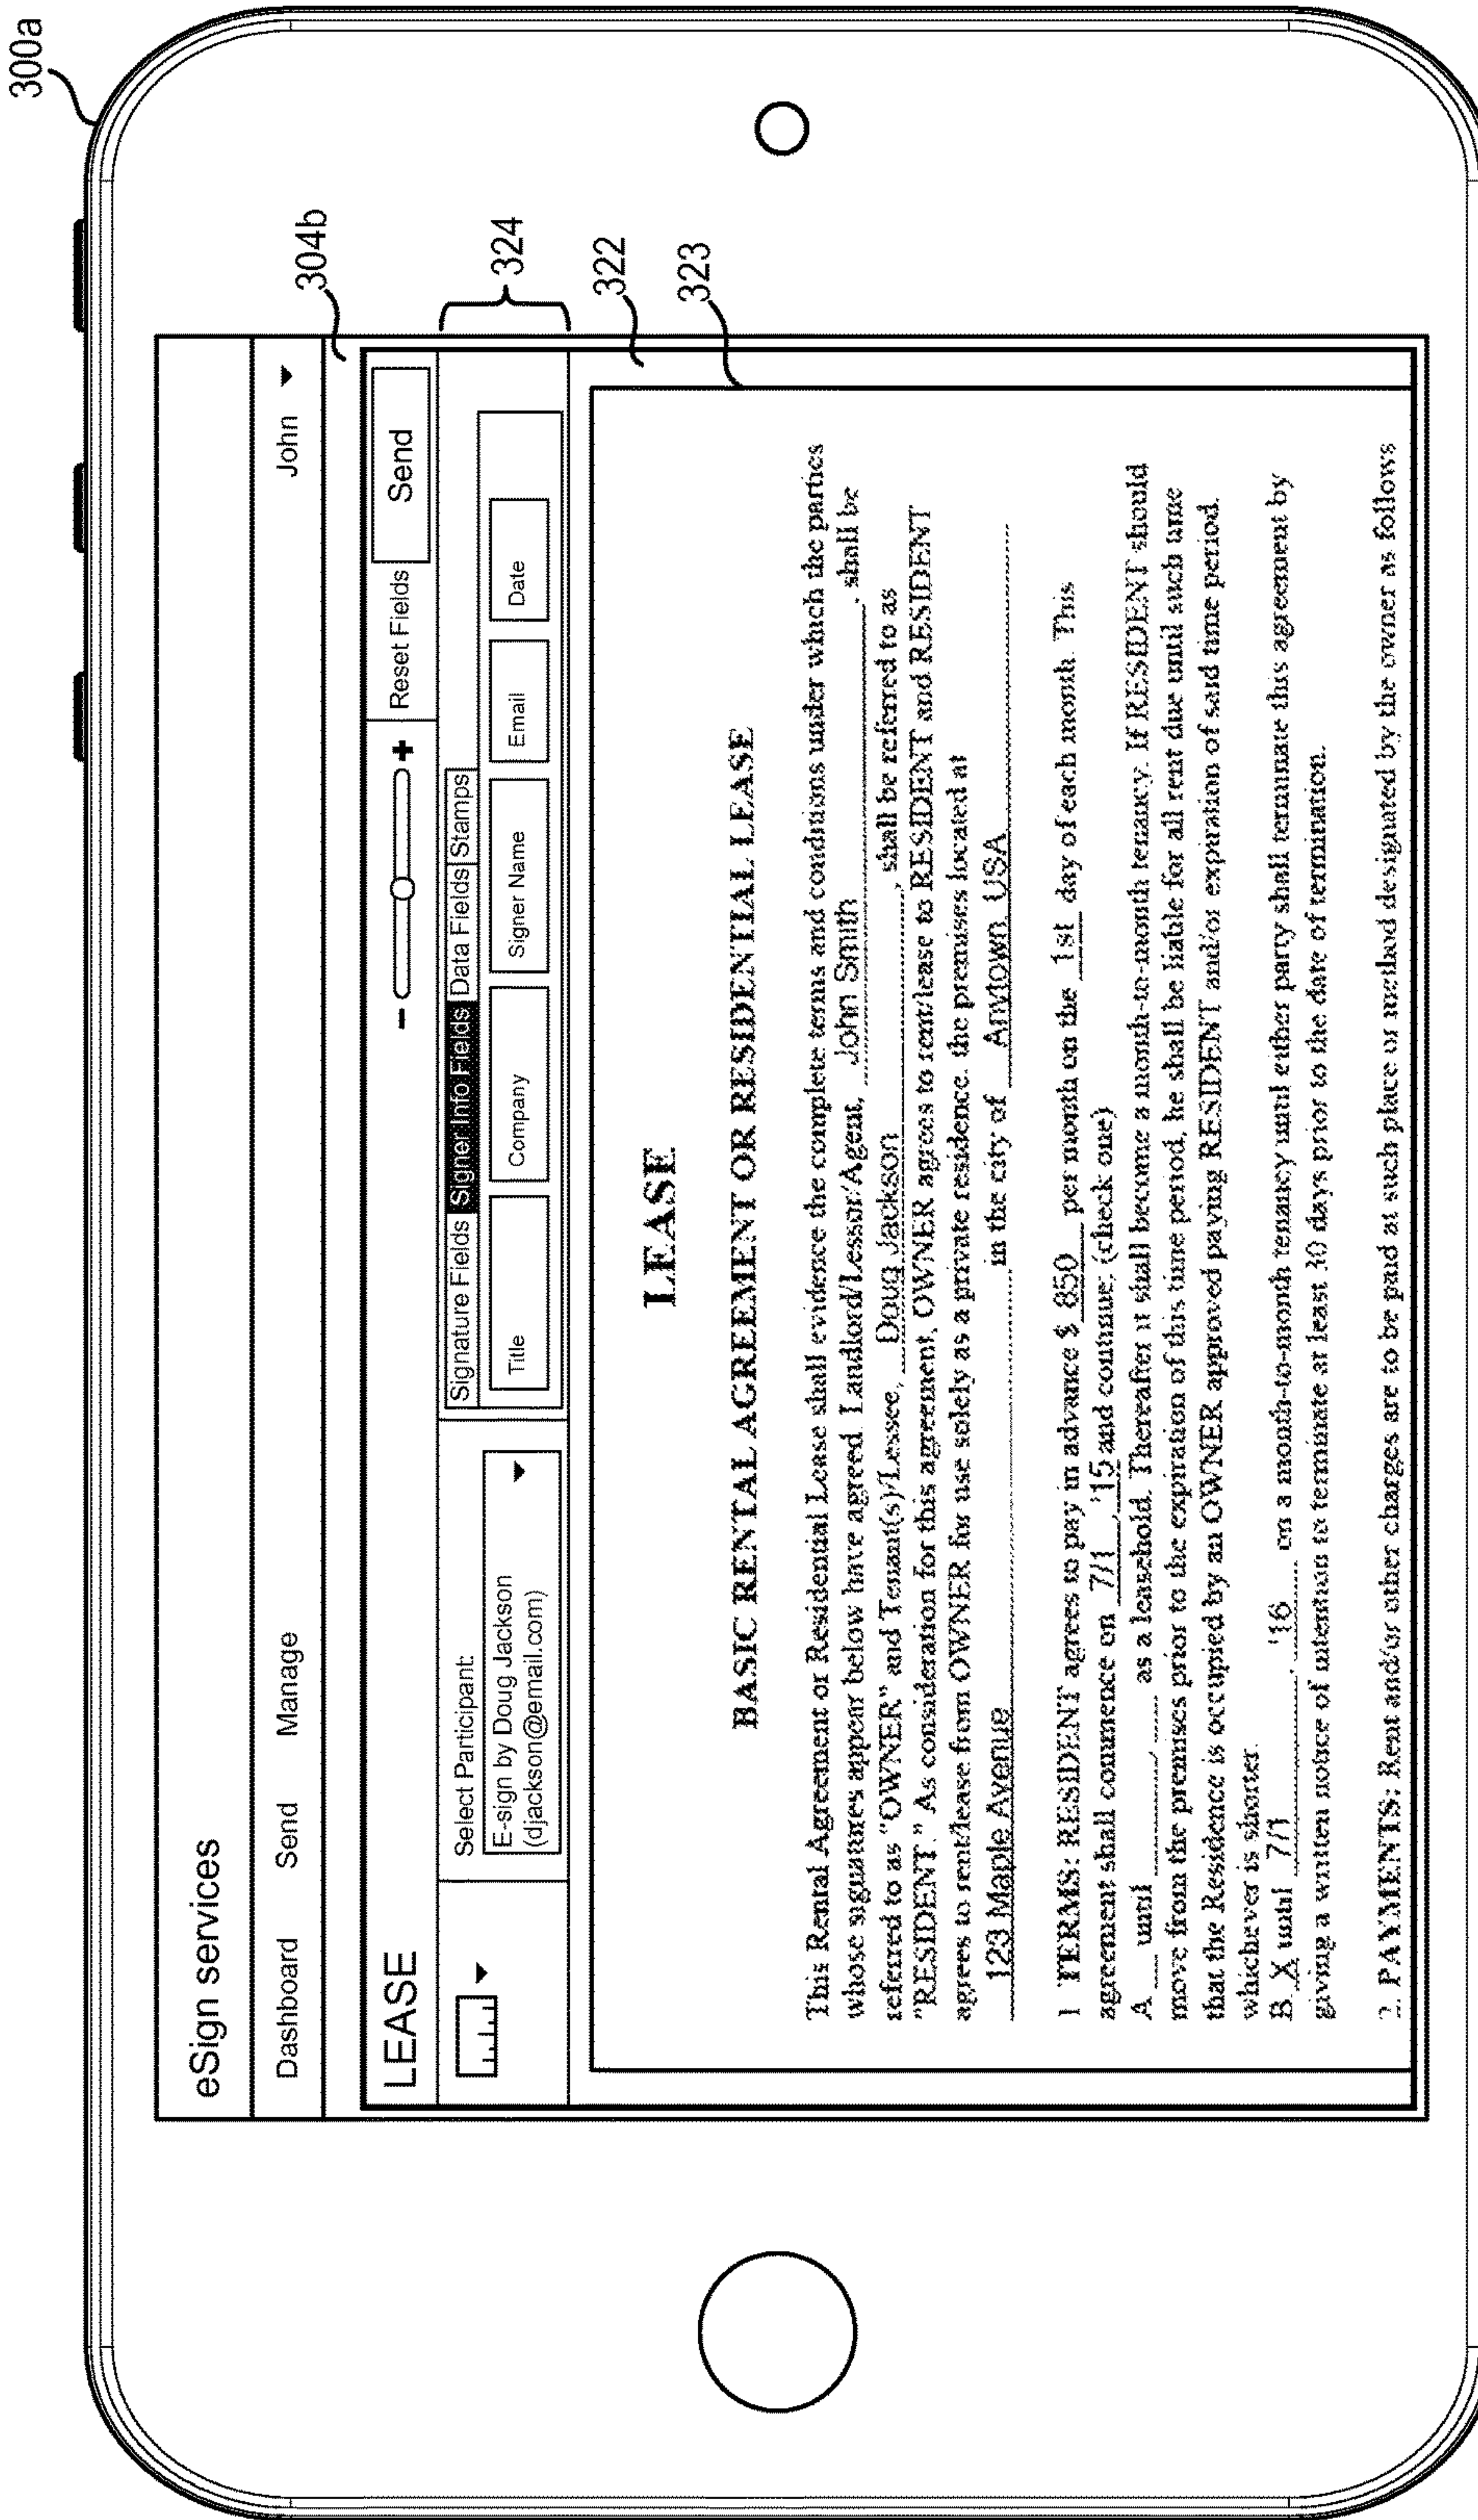 300a
eSign services
Dashboard Send Manage John
304b
LEASE - + Reset Fields Send
Select Participant:
E-sign by Doug Jackson
(djackson@email.com)
Signature Fields Signer Info Fields Data Fields Stamps
Title Company Signer Name Email Date
324
322
323
LEASE
BASIC RENTAL AGREEMENT OR RESIDENTIAL LEASE
This Rental Agreement or Residential Lease shall evidence the complete terms and conditions under which the parties
whose signatures appear below have agreed. Landlord/Lessor/Agent, John Smith, shall be
referred to as "OWNER" and Tenant(s)/Lessee, Doug Jackson, shall be referred to as
"RESIDENT." As consideration for this agreement, OWNER agrees to rent/lease to RESIDENT and RESIDENT
agrees to rent/lease from OWNER for use solely as a private residence, the premises located at
123 Maple Avenue in the city of Anytown, USA
1 TERMS: RESIDENT agrees to pay in advance $ 850 per month on the 1st day of each month. This
agreement shall commence on 7/1, '15 and continue; (check one)
A ___ until ______, ___ as a leasehold. Thereafter it shall become a month-to-month tenancy. If RESIDENT should
move from the premises prior to the expiration of this time period, he shall be liable for all rent due until such time
that the Residence is occupied by an OWNER approved paying RESIDENT and/or expiration of said time period,
whichever is shorter.
B X until 7/1, '16 on a month-to-month tenancy until either party shall terminate this agreement by
giving a written notice of intention to terminate at least 30 days prior to the date of termination.
2. PAYMENTS: Rent and/or other charges are to be paid at such place or method designated by the owner as follows